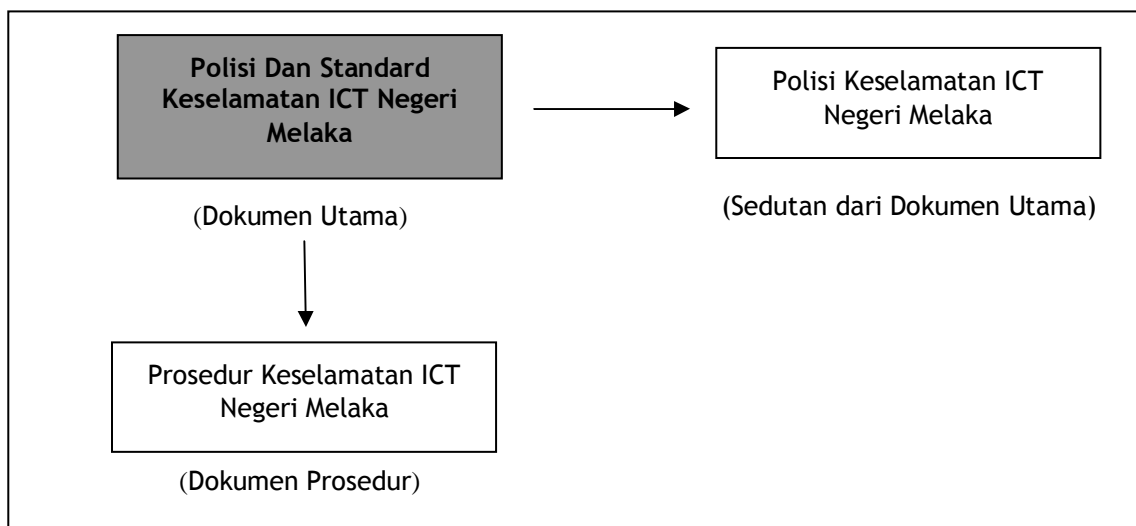 Polisi Dan Standard
Keselamatan ICT Negeri
Melaka
(Dokumen Utama)
Polisi Keselamatan ICT
Negeri Melaka
(Sedutan dari Dokumen Utama)
Prosedur Keselamatan ICT
Negeri Melaka
(Dokumen Prosedur)